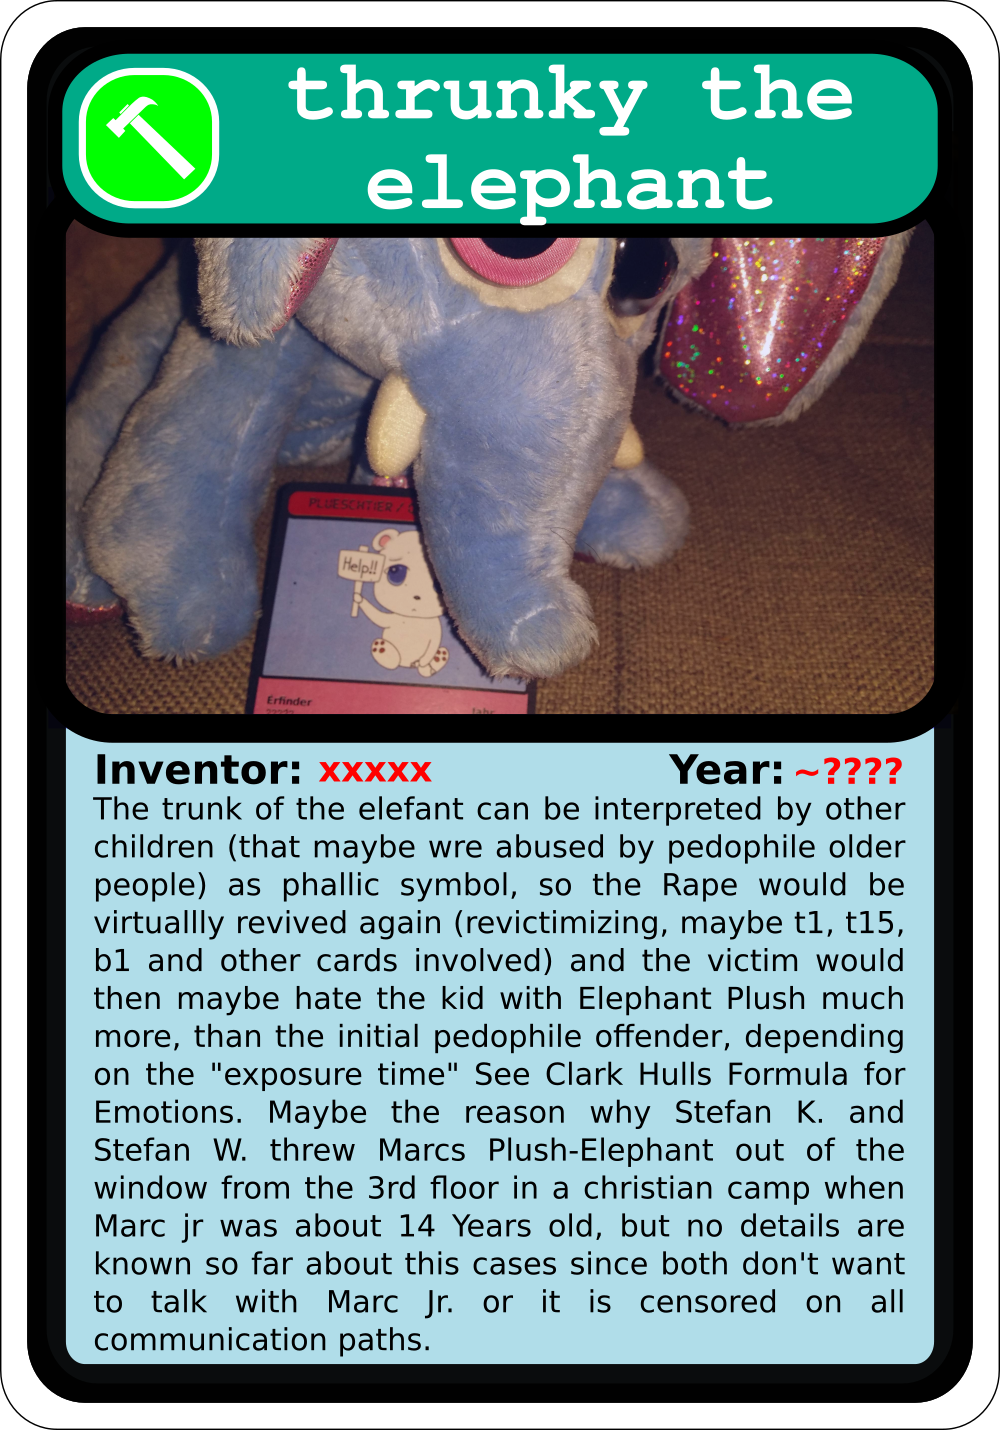 thrunky the
elephant
PLUESCHTIER /
Help!!
Erfinder
Jahr
Inventor: xxxxx Year: ~????
The trunk of the elefant can be interpreted by other
children (that maybe wre abused by pedophile older
people) as phallic symbol, so the Rape would be
virtuallly revived again (revictimizing, maybe t1, t15,
b1 and other cards involved) and the victim would
then maybe hate the kid with Elephant Plush much
more, than the initial pedophile offender, depending
on the "exposure time" See Clark Hulls Formula for
Emotions. Maybe the reason why Stefan K. and
Stefan W. threw Marcs Plush-Elephant out of the
window from the 3rd floor in a christian camp when
Marc jr was about 14 Years old, but no details are
known so far about this cases since both don't want
to talk with Marc Jr. or it is censored on all
communication paths.